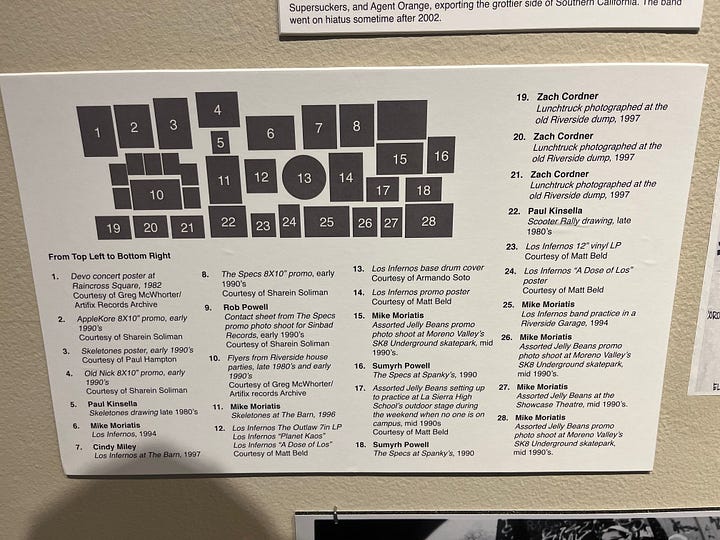 Supersuckers, and Agent Orange, exporting the grottier side of Southern California. The band
went on hiatus sometime after 2002.
1
2
3
4
5
6
7
8
10
11
12
13
14
15
16
17
18
19
20
21
22
23
24
25
26
27
28
From Top Left to Bottom Right
1. Devo concert poster at
Raincross Square, 1982
Courtesy of Greg McWhorter/
Artifix Records Archive
2. AppleKore 8X10” promo, early
1990’s
Courtesy of Sharein Soliman
3. Skeletones poster, early 1990’s
Courtesy of Paul Hampton
4. Old Nick 8X10” promo, early
1990’s
Courtesy of Sharein Soliman
5. Paul Kinsella
Skeletones drawing late 1980’s
6. Mike Moriatis
Los Infernos, 1994
7. Cindy Miley
Los Infernos at The Barn, 1997
8. The Specs 8X10” promo, early
1990’s
Courtesy of Sharein Soliman
9. Rob Powell
Contact sheet from The Specs
promo photo shoot for Sinbad
Records, early 1990’s
Courtesy of Sharein Soliman
10. Flyers from Riverside house
parties, late 1980’s and early
1990’s
Courtesy of Greg McWhorter/
Artifix records Archive
11. Mike Moriatis
Skeletones at The Barn, 1996
12. Los Infernos The Outlaw 7in LP
Los Infernos “Planet Kaos”
Los Infernos “A Dose of Los”
Courtesy of Matt Beld
13. Los Infernos base drum cover
Courtesy of Armando Soto
14. Los Infernos promo poster
Courtesy of Matt Beld
15. Mike Moriatis
Assorted Jelly Beans promo
photo shoot at Moreno Valley’s
SK8 Underground skatepark, mid
1990’s.
16. Sumyrh Powell
The Specs at Spanky’s, 1990
17. Assorted Jelly Beans setting up
to practice at La Sierra High
School’s outdoor stage during
the weekend when no one is on
campus, mid 1990s
Courtesy of Matt Beld
18. Sumyrh Powell
The Specs at Spanky’s, 1990
19. Zach Cordner
Lunchtruck photographed at the
old Riverside dump, 1997
20. Zach Cordner
Lunchtruck photographed at the
old Riverside dump, 1997
21. Zach Cordner
Lunchtruck photographed at the
old Riverside dump, 1997
22. Paul Kinsella
Scooter Rally drawing, late
1980’s
23. Los Infernos 12” vinyl LP
Courtesy of Matt Beld
24. Los Infernos “A Dose of Los”
poster
Courtesy of Matt Beld
25. Mike Moriatis
Los Infernos band practice in a
Riverside Garage, 1994
26. Mike Moriatis
Assorted Jelly Beans promo
photo shoot at Moreno Valley’s
SK8 Underground skatepark,
mid 1990’s.
27. Mike Moriatis
Assorted Jelly Beans at the
Showcase Theatre, mid 1990’s.
28. Mike Moriatis
Assorted Jelly Beans promo
photo shoot at Moreno Valley’s
SK8 Underground skatepark,
mid 1990’s.